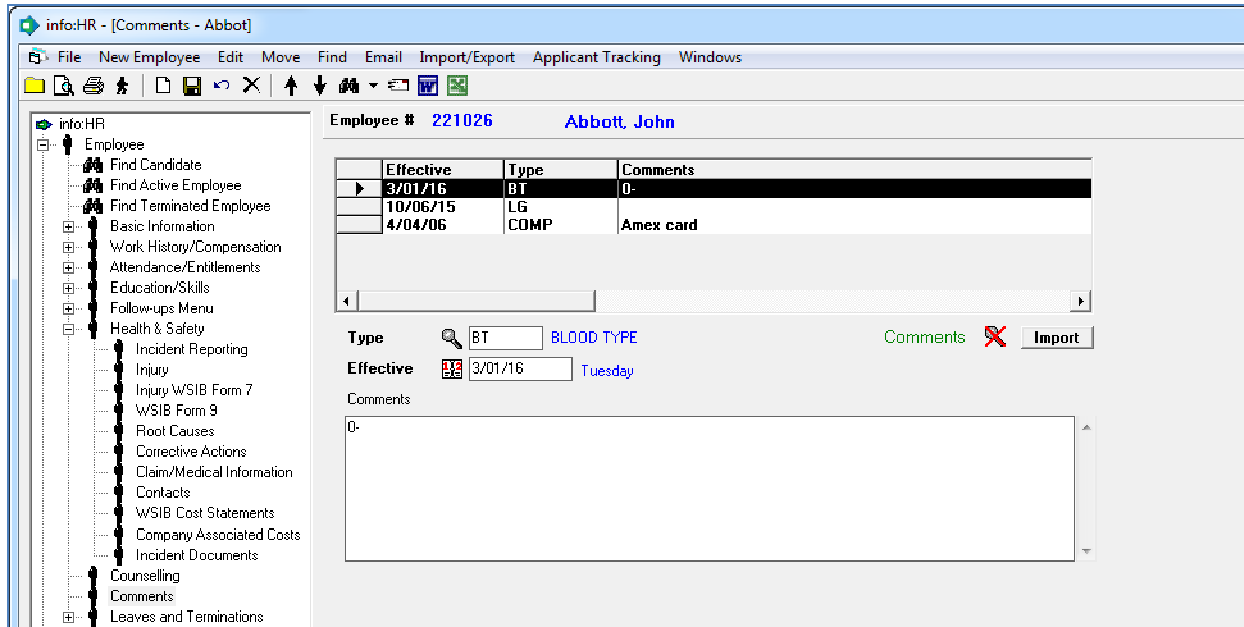 info:HR - [Comments - Abbot]
File New Employee Edit Move Find Email Import/Export Applicant Tracking Windows
info:HR
Employee
Find Candidate
Find Active Employee
Find Terminated Employee
Basic Information
Work History/Compensation
Attendance/Entitlements
Education/Skills
Follow-ups Menu
Health & Safety
Incident Reporting
Injury
Injury WSIB Form 7
WSIB Form 9
Root Causes
Corrective Actions
Claim/Medical Information
Contacts
WSIB Cost Statements
Company Associated Costs
Incident Documents
Counselling
Comments
Leaves and Terminations
Employee # 221026 Abbott, John
Effective Type Comments
3/01/16 BT O-
10/06/15 LG
4/04/06 COMP Amex card
Type BT BLOOD TYPE Comments Import
Effective 3/01/16 Tuesday
Comments
O-